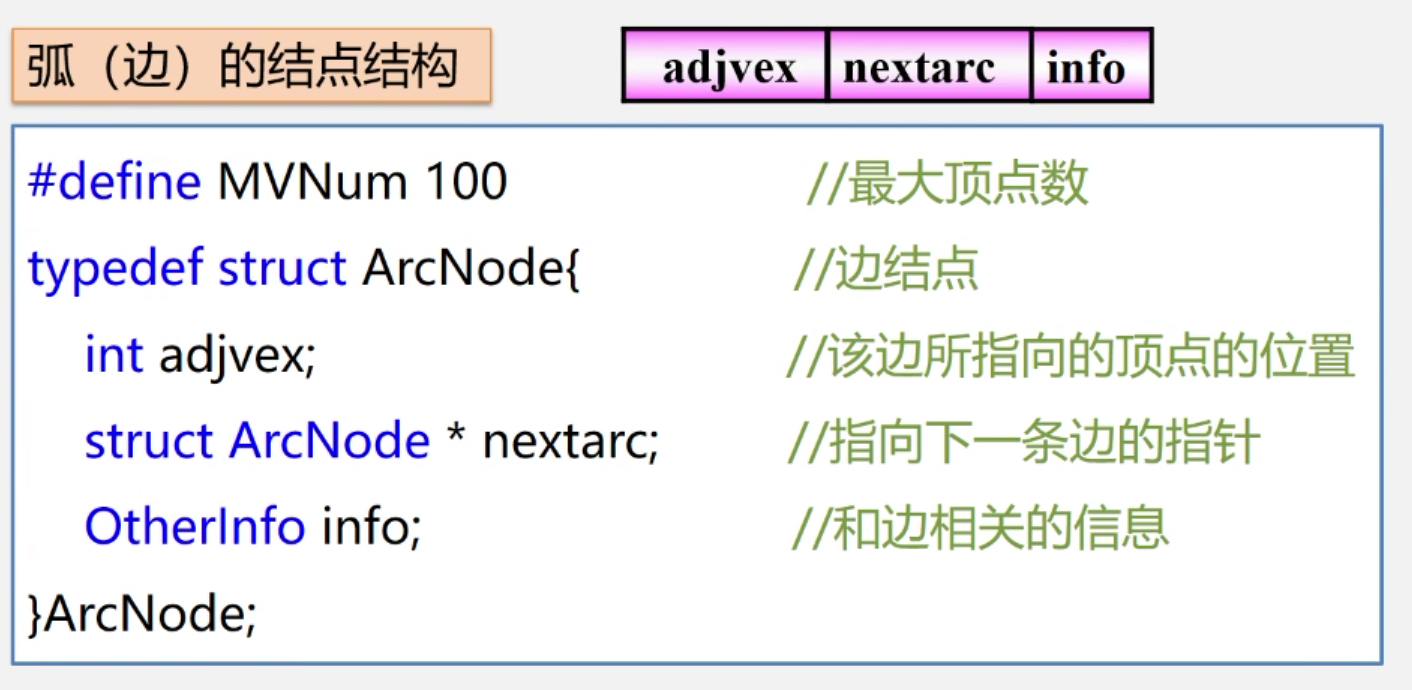 弧（边）的结点结构
adjvex nextarc info
#define MVNum 100 //最大顶点数
typedef struct ArcNode{ //边结点
int adjvex; //该边所指向的顶点的位置
struct ArcNode * nextarc; //指向下一条边的指针
OtherInfo info; //和边相关的信息
}ArcNode;